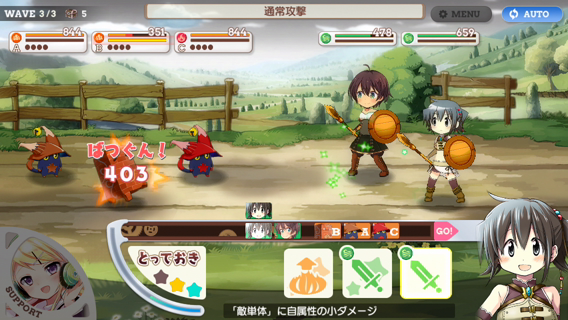 WAVE 3/3 5
通常攻撃
MENU
AUTO
844
A
351
B
844
C
478
659
ばつぐん!
403
B A C GO!
とっておき
SUPPORT
「敵単体」に自属性の小ダメージ